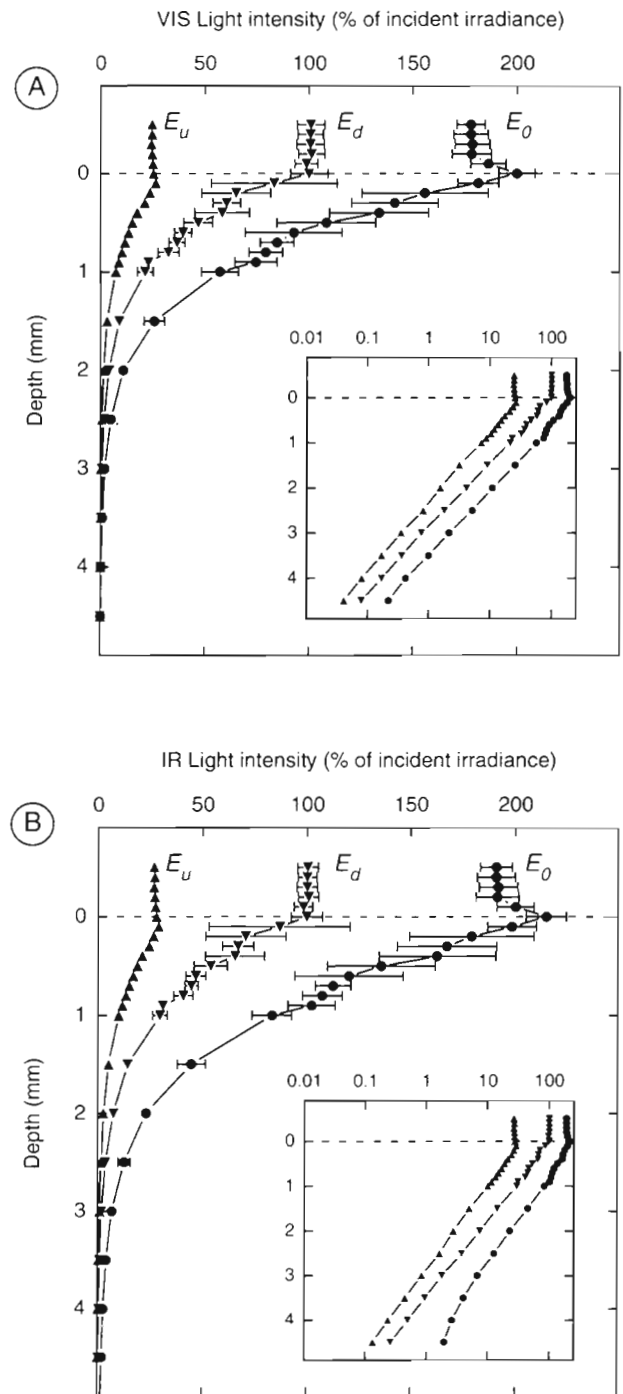 VIS Light intensity (% of incident irradiance)
A
0 50 100 150 200
E_u E_d E_0
0
1
2
3
4
Depth (mm)
0.01 0.1 1 10 100
0
1
2
3
4
IR Light intensity (% of incident irradiance)
B
0 50 100 150 200
E_u E_d E_0
0
1
2
3
4
Depth (mm)
0.01 0.1 1 10 100
0
1
2
3
4